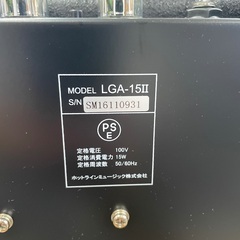 MODEL LGA-15II
S/N SM16110931
PS
E
定格電圧 : 100V
定格消費電力 : 15W
定格周波数 : 50/60Hz
ホットラインミュージック株式会社